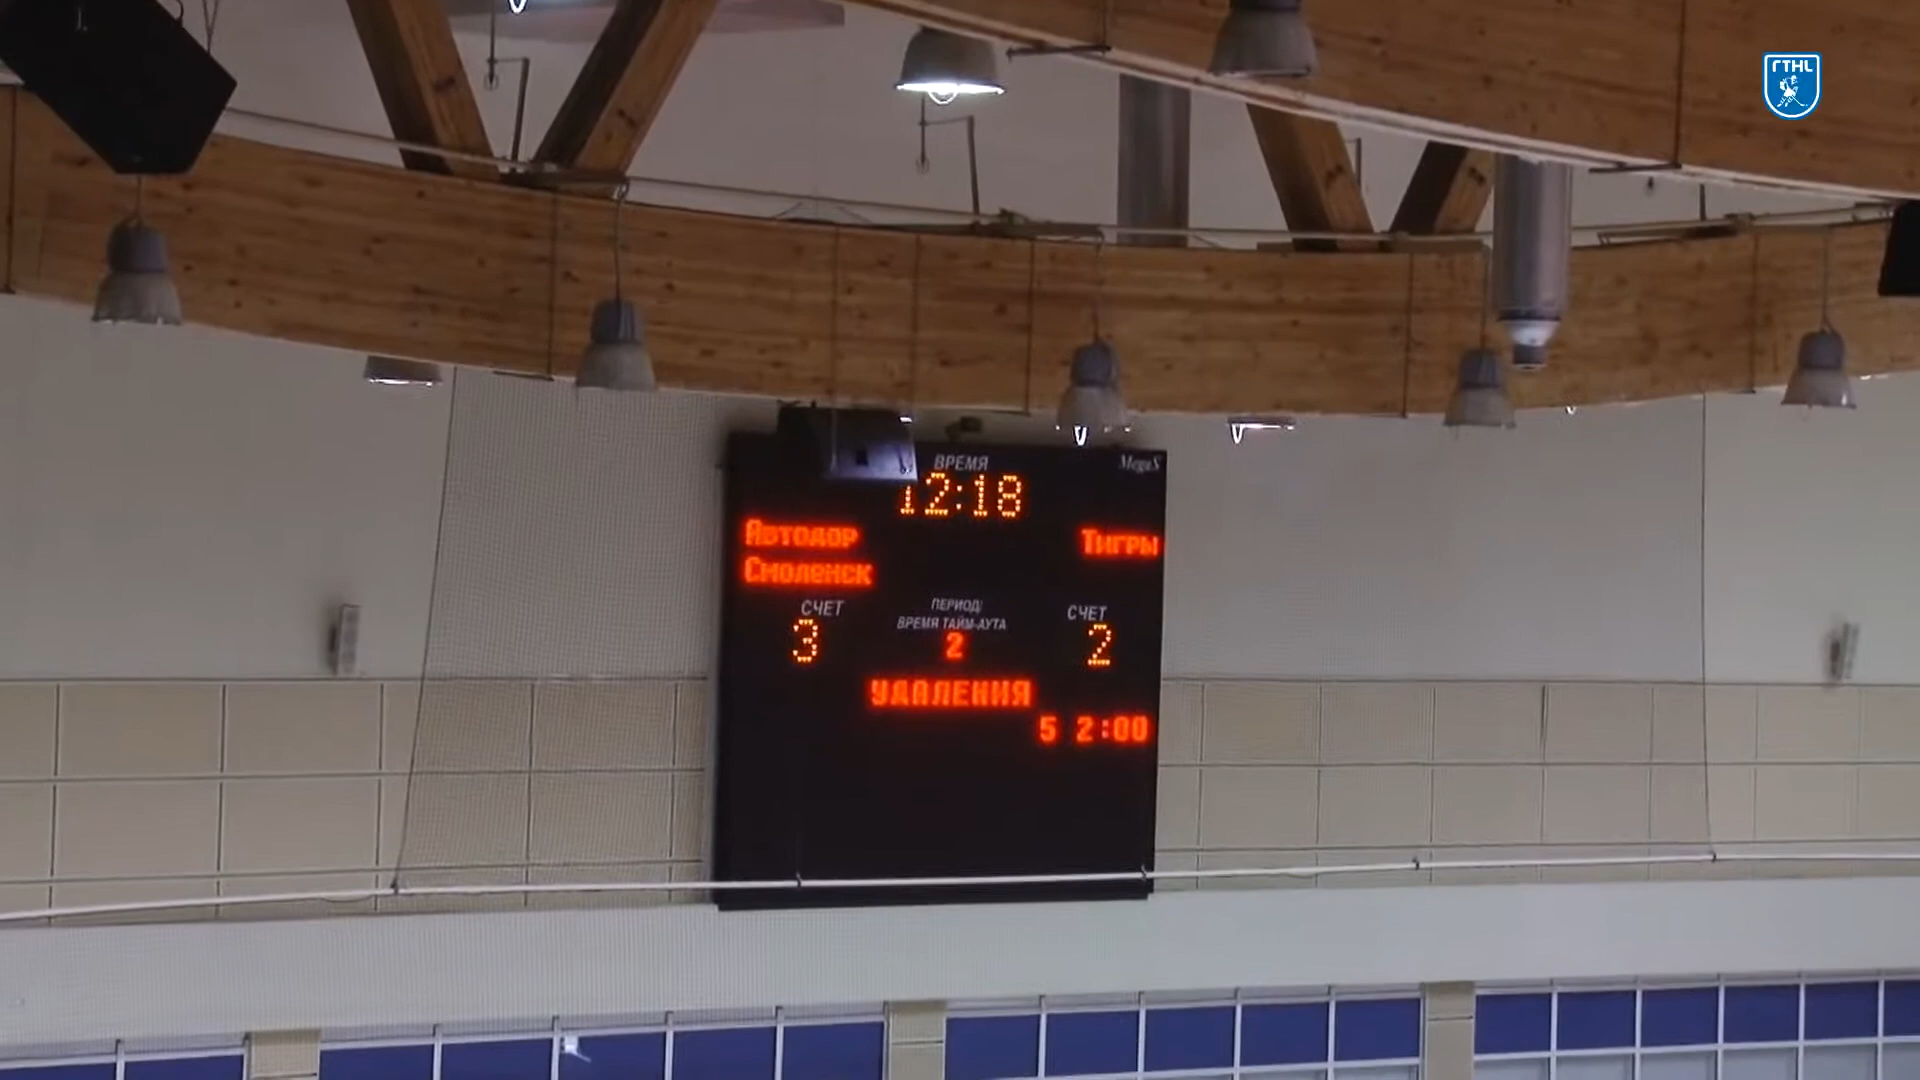 ГТHL
ВРЕМЯ
MegaS
12:18
Автодор
Тигры
Смоленск
СЧЕТ
ПЕРИОД/
СЧЕТ
ВРЕМЯ ТАЙМ-АУТА
3
2
2
УДАЛЕНИЯ
5 2:00